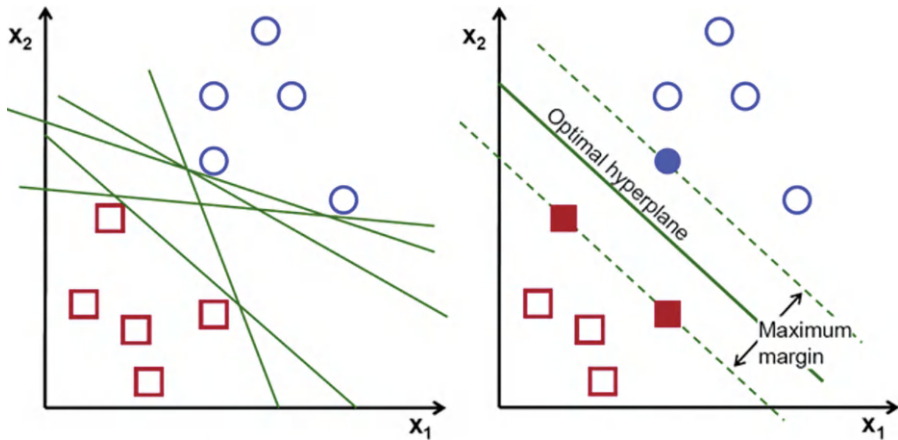 X₂
X₁
X₂
Optimal hyperplane
Maximum
margin
X₁